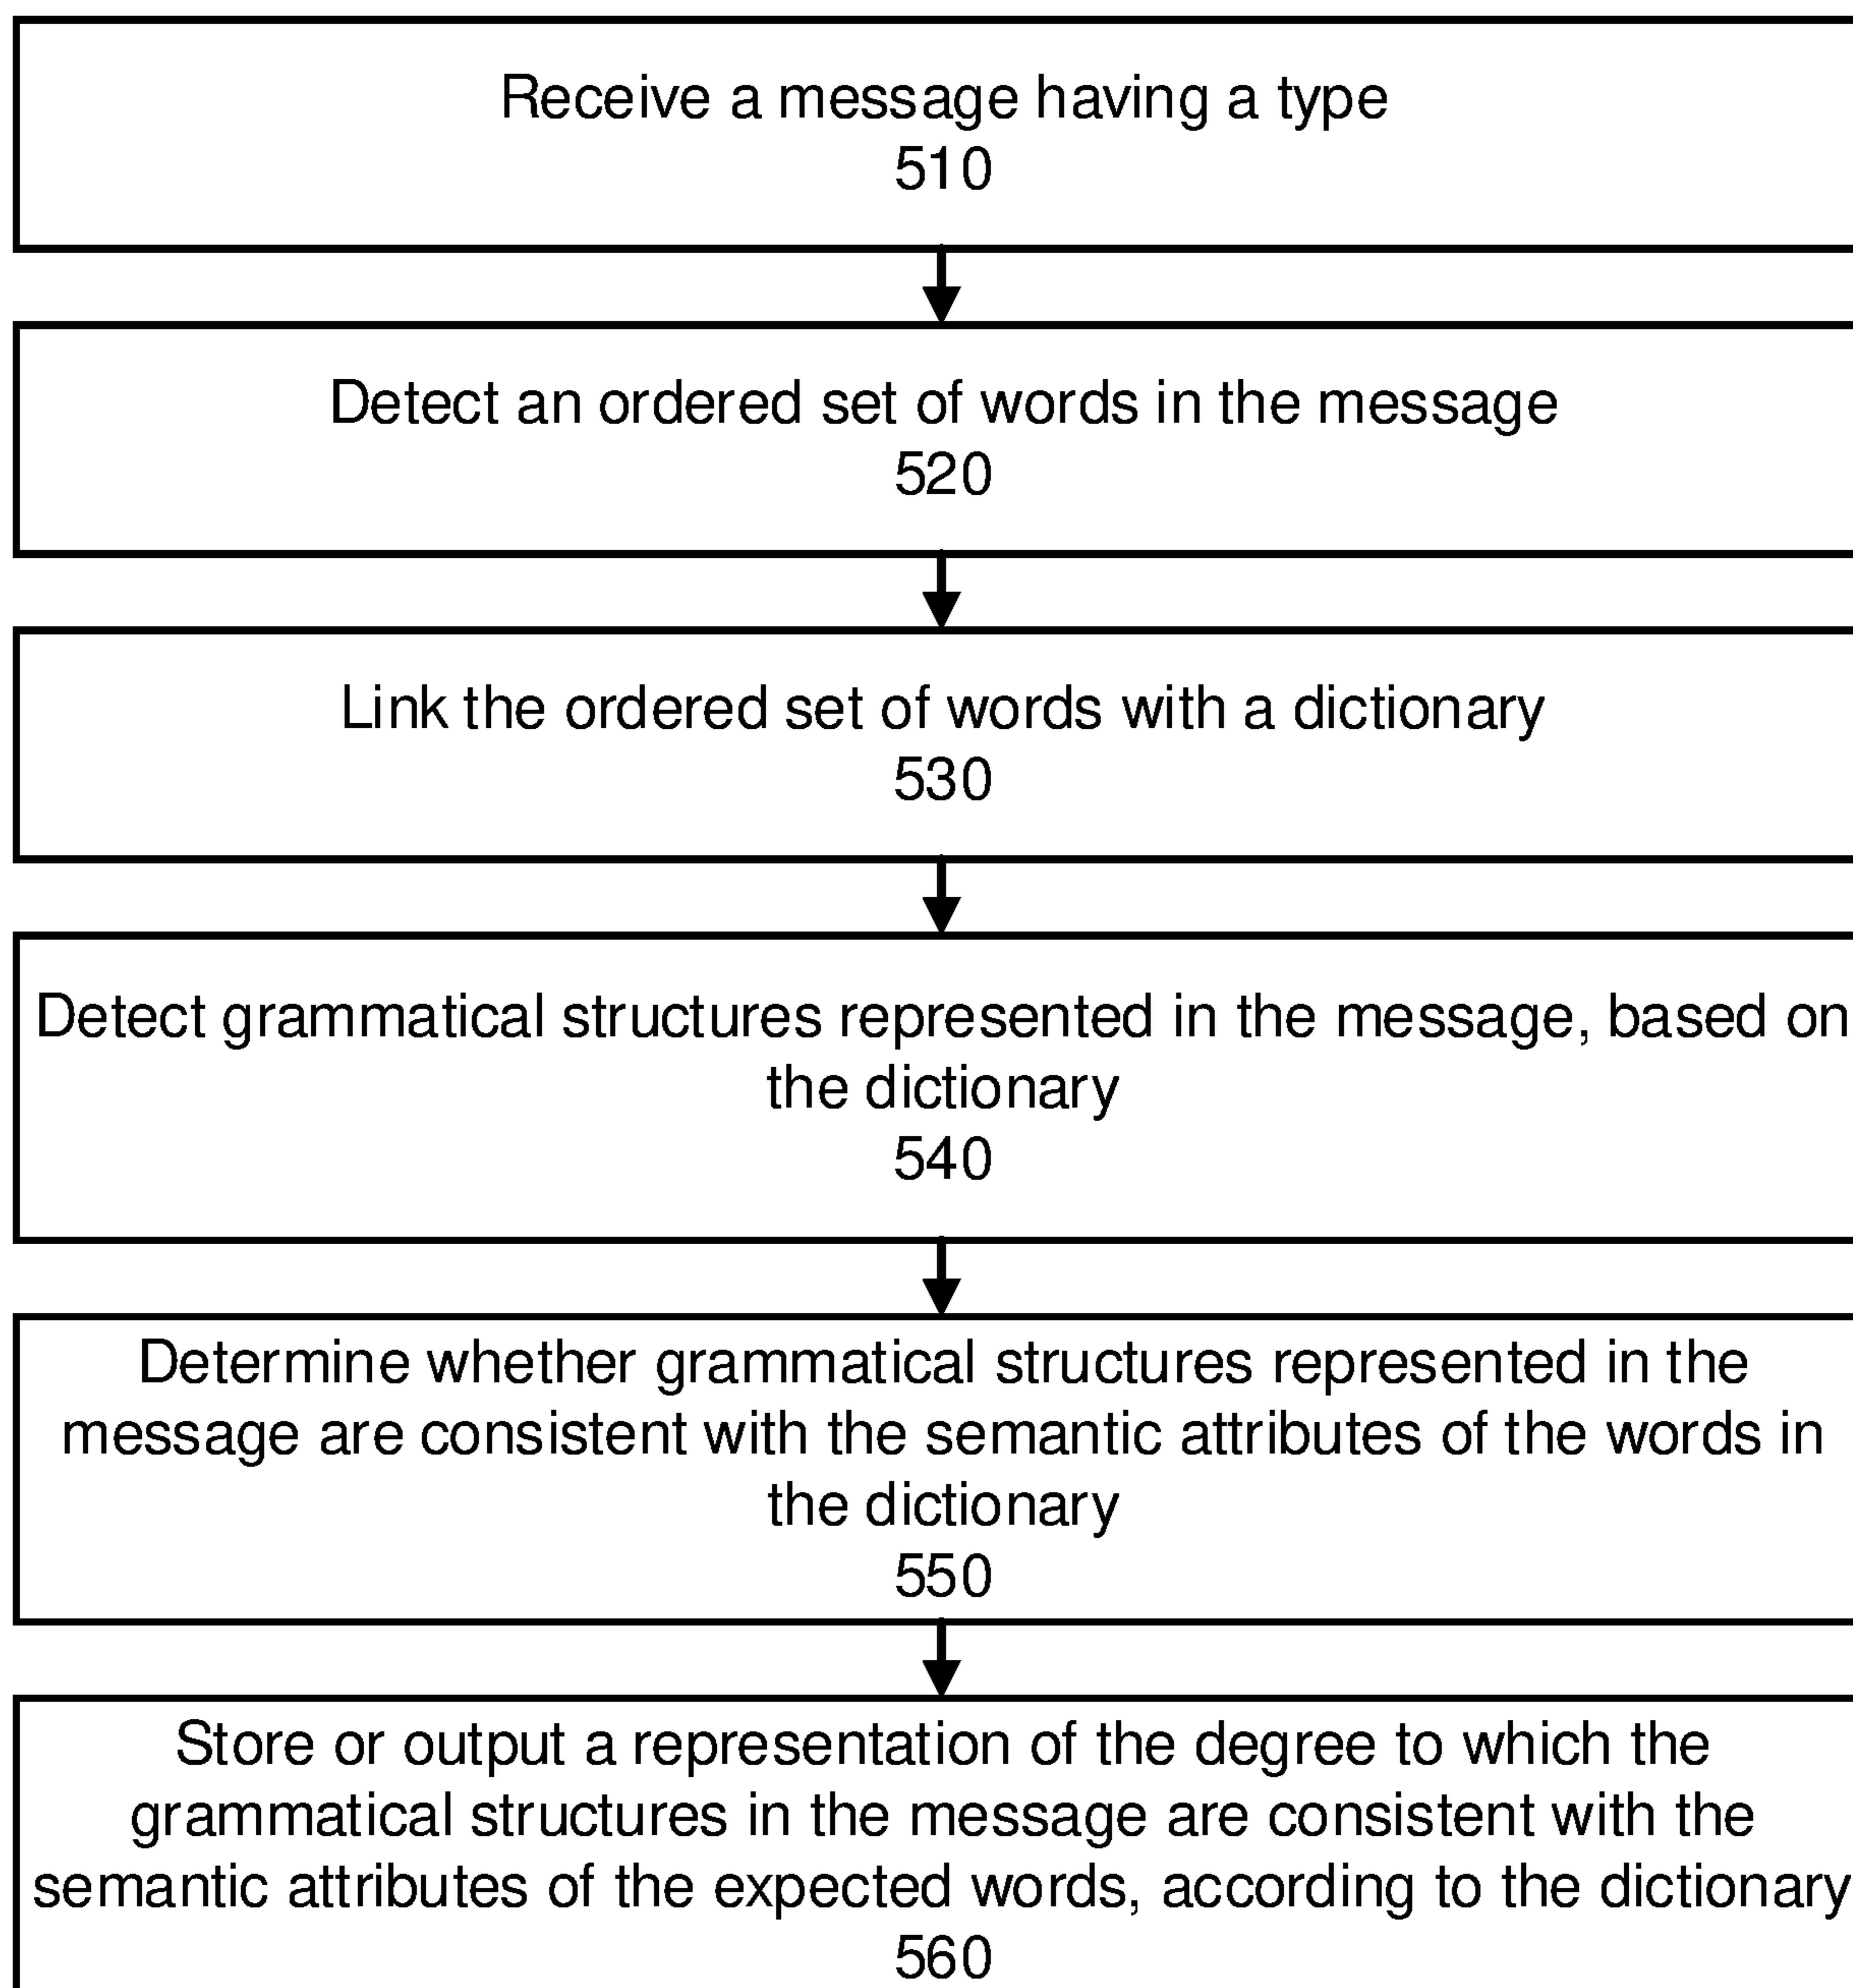 Receive a message having a type
510
Detect an ordered set of words in the message
520
Link the ordered set of words with a dictionary
530
Detect grammatical structures represented in the message, based on
the dictionary
540
Determine whether grammatical structures represented in the
message are consistent with the semantic attributes of the words in
the dictionary
550
Store or output a representation of the degree to which the
grammatical structures in the message are consistent with the
semantic attributes of the expected words, according to the dictionary
560